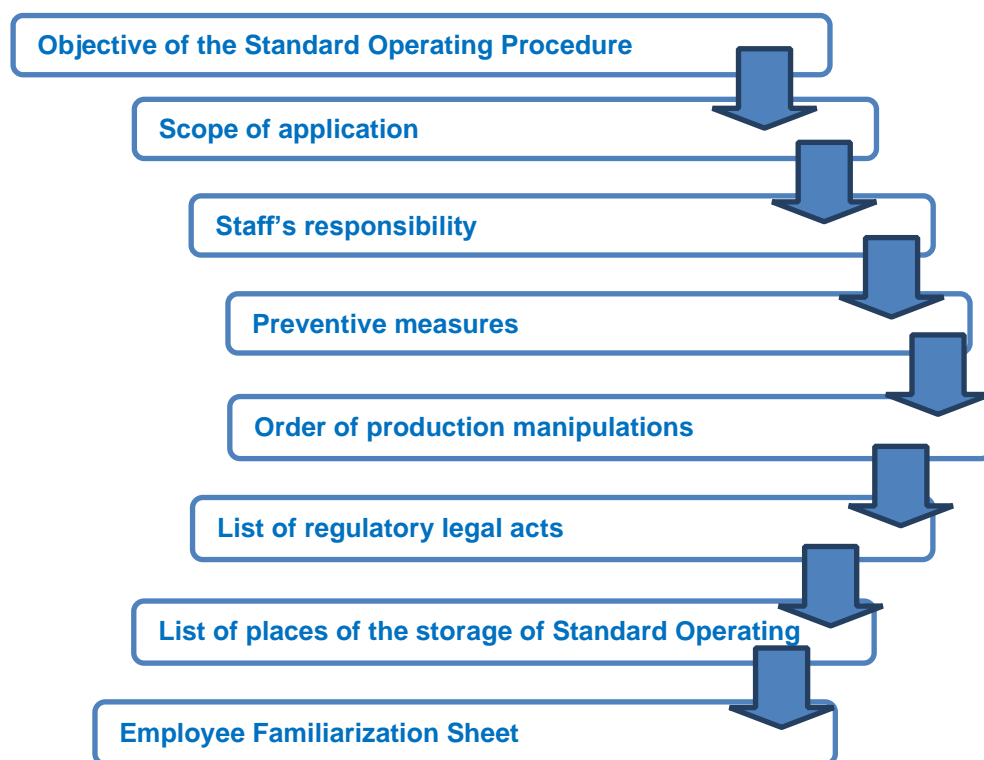 Objective of the Standard Operating Procedure
Scope of application
Staff’s responsibility
Preventive measures
Order of production manipulations
List of regulatory legal acts
List of places of the storage of Standard Operating
Employee Familiarization Sheet